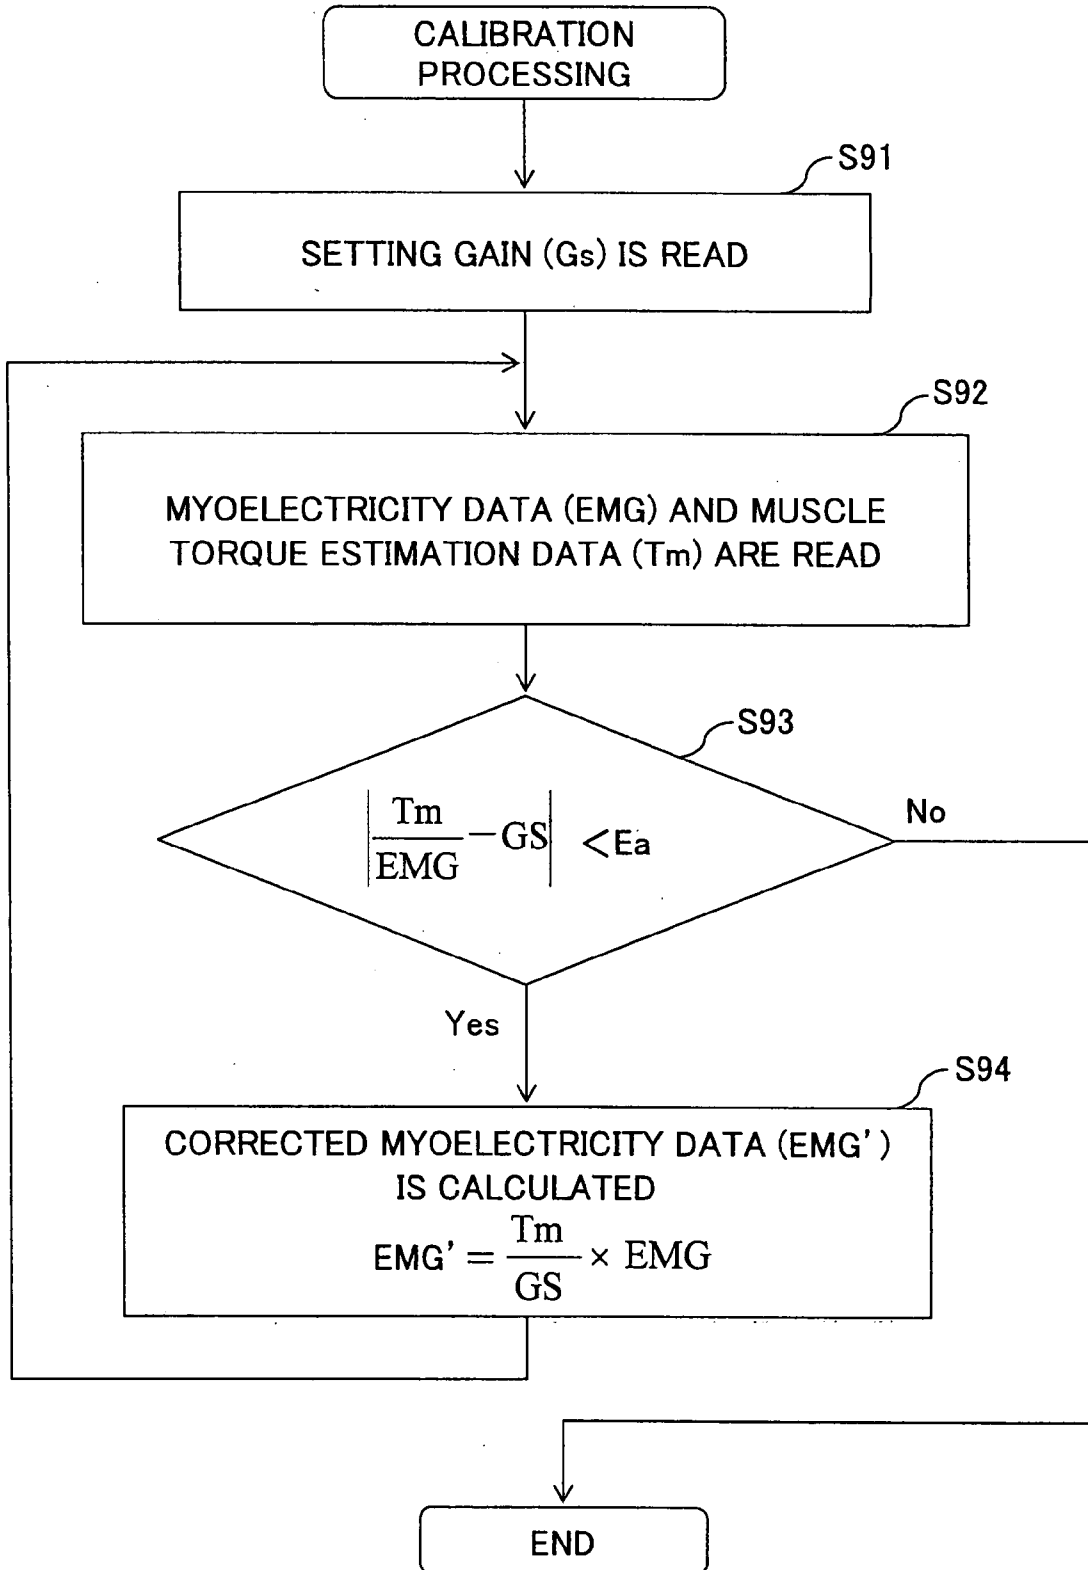 CALIBRATION
PROCESSING
S91
SETTING GAIN (Gs) IS READ
S92
MYOELECTRICITY DATA (EMG) AND MUSCLE
TORQUE ESTIMATION DATA (Tm) ARE READ
S93
| Tm / EMG − GS | < Ea
No
Yes
S94
CORRECTED MYOELECTRICITY DATA (EMG')
IS CALCULATED
EMG' = Tm / GS × EMG
END